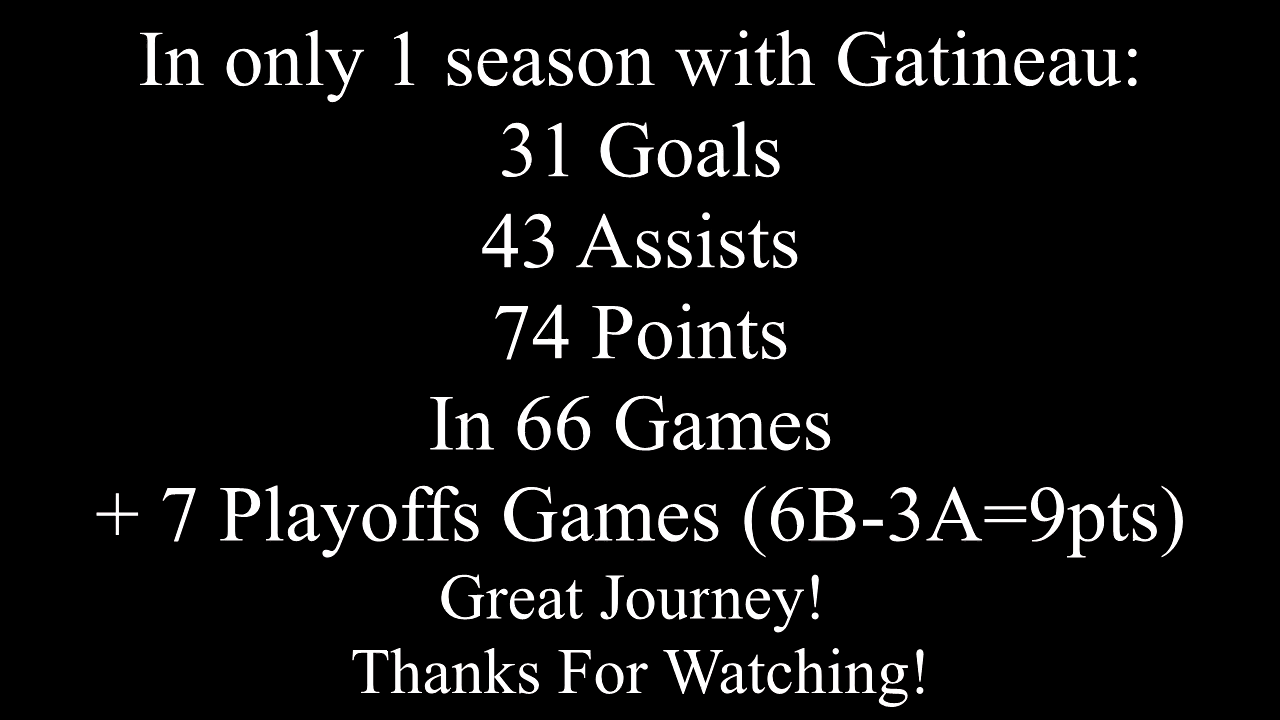 In only 1 season with Gatineau:
31 Goals
43 Assists
74 Points
In 66 Games
+ 7 Playoffs Games (6B-3A=9pts)
Great Journey!
Thanks For Watching!